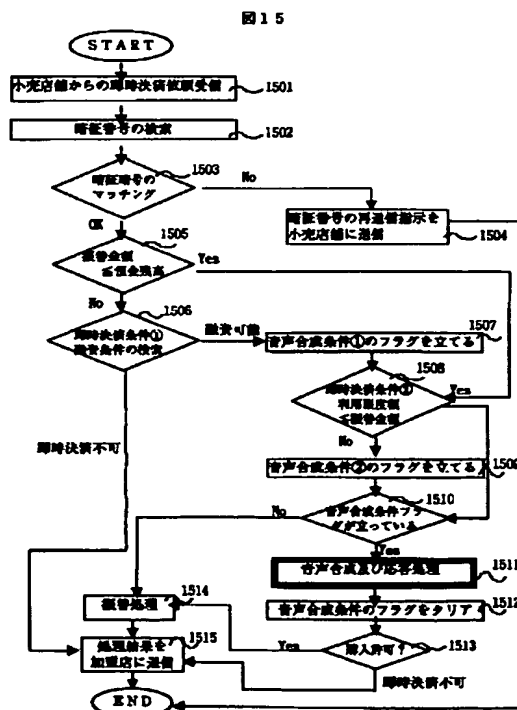 図15
START
小売店舗からの即時決済依頼受信
1501
暗証番号の検索
1502
暗証暗号の
マッチング
1503
No
OK
暗証番号の再送信指示を
小売店舗に送信
1504
振替金額
≦預金残高
1505
Yes
No
即時決済条件①
融資条件の検索
1506
融資可能
音声合成条件①のフラグを立てる
1507
即時決済条件②
利用限度額
≦振替金額
1508
Yes
No
即時決済不可
音声合成条件②のフラグを立てる
1509
音声合成条件フラ
グが立っている
1510
No
Yes
音声合成及び応答処理
1511
音声合成条件のフラグをクリア
1512
振替処理
1514
購入許可?
1513
Yes
即時決済不可
処理結果を
加盟店に送信
1515
END